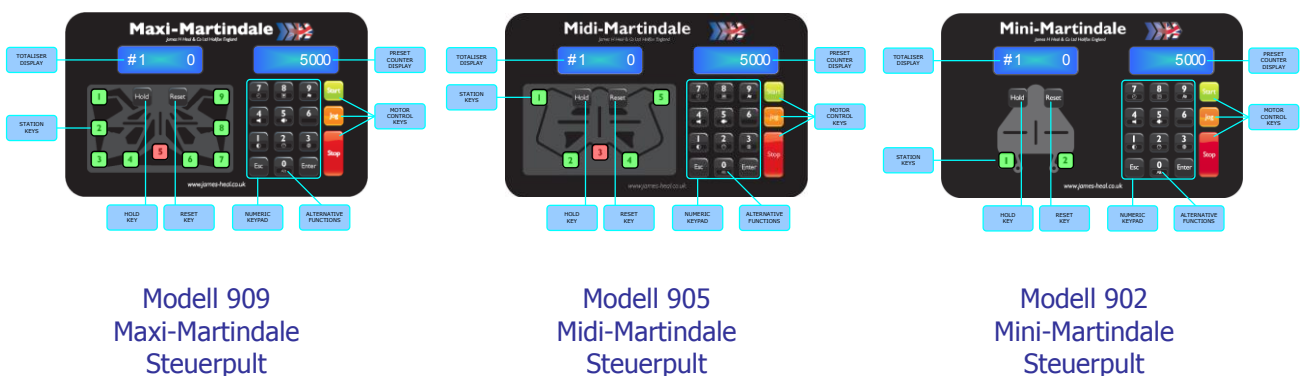 Maxi-Martindale
James H Heal & Co Ltd Halifax England
TOTALISER
DISPLAY
#1 0
5000
PRESET
COUNTER
DISPLAY
STATION
KEYS
1
2
3
4
5
6
7
8
9
Hold
Reset
7 8 9
4 5 6
1 2 3
Esc 0 Enter
Start
Jog
Stop
MOTOR
CONTROL
KEYS
www.james-heal.co.uk
HOLD
KEY
RESET
KEY
NUMERIC
KEYPAD
ALTERNATIVE
FUNCTIONS
Modell 909
Maxi-Martindale
Steuerpult
Midi-Martindale
James H Heal & Co Ltd Halifax England
TOTALISER
DISPLAY
#1 0
5000
PRESET
COUNTER
DISPLAY
STATION
KEYS
1
2
3
4
5
Hold
Reset
7 8 9
4 5 6
1 2 3
Esc 0 Enter
Start
Jog
Stop
MOTOR
CONTROL
KEYS
www.james-heal.co.uk
HOLD
KEY
RESET
KEY
NUMERIC
KEYPAD
ALTERNATIVE
FUNCTIONS
Modell 905
Midi-Martindale
Steuerpult
Mini-Martindale
James H Heal & Co Ltd Halifax England
TOTALISER
DISPLAY
#1 0
5000
PRESET
COUNTER
DISPLAY
STATION
KEYS
1
2
Hold
Reset
7 8 9
4 5 6
1 2 3
Esc 0 Enter
Start
Jog
Stop
MOTOR
CONTROL
KEYS
www.james-heal.co.uk
HOLD
KEY
RESET
KEY
NUMERIC
KEYPAD
ALTERNATIVE
FUNCTIONS
Modell 902
Mini-Martindale
Steuerpult